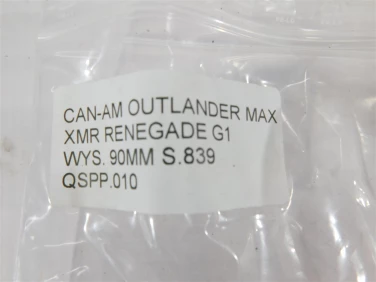 CAN-AM OUTLANDER MAX
XMR RENEGADE G1
WYS. 90MM S.839
QSPP.010